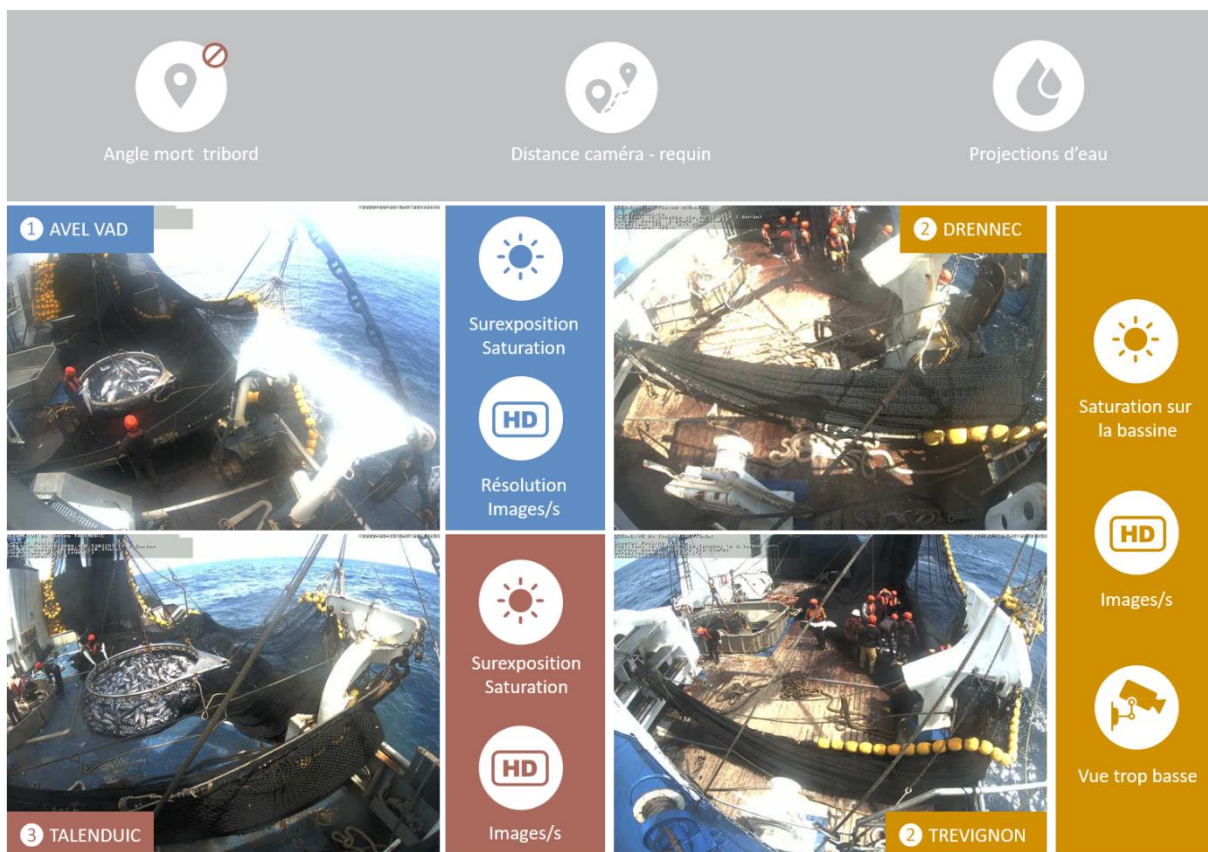 Angle mort tribord
Distance caméra - requin
Projections d'eau
1 AVEL VAD
Surexposition
Saturation
HD
Résolution
Images/s
2 DRENNEC
Saturation sur
la bassine
HD
Images/s
Vue trop basse
3 TALENDUIC
Surexposition
Saturation
HD
Images/s
2 TREVIGNON